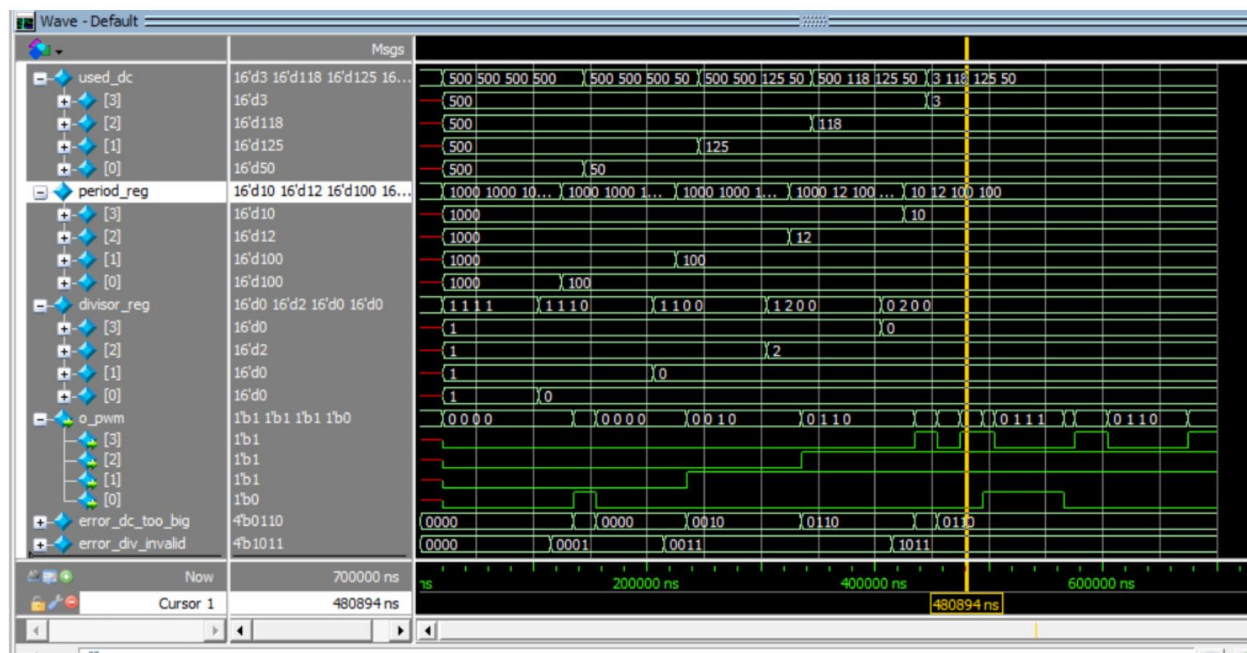 Wave - Default
Msgs
used_dc 16'd3 16'd118 16'd125 16... 500 500 500 500 500 500 500 50 500 500 125 50 500 118 125 50 3 118 125 50
[3] 16'd3 500 3
[2] 16'd118 500 118
[1] 16'd125 500 125
[0] 16'd50 500 50
period_reg 16'd10 16'd12 16'd100 16... 1000 1000 10... 1000 1000 1... 1000 1000 1... 1000 12 100 ... 10 12 100 100
[3] 16'd10 1000 10
[2] 16'd12 1000 12
[1] 16'd100 1000 100
[0] 16'd100 1000 100
divisor_reg 16'd0 16'd2 16'd0 16'd0 1 1 1 1 1 1 1 0 1 1 0 0 1 2 0 0 0 2 0 0
[3] 16'd0 1 0
[2] 16'd2 1 2
[1] 16'd0 1 0
[0] 16'd0 1 0
o_pwm 1'b1 1'b1 1'b1 1'b0 0 0 0 0 0 0 0 0 0 0 1 0 0 1 1 0 0 1 1 1 0 1 1 0
[3] 1'b1
[2] 1'b1
[1] 1'b1
[0] 1'b0
error_dc_too_big 4'b0110 0000 0000 0010 0110 0110
error_div_invalid 4'b1011 0000 0001 0011 1011
Now 700000 ns ns 200000 ns 400000 ns 600000 ns
Cursor 1 480894 ns 480894 ns